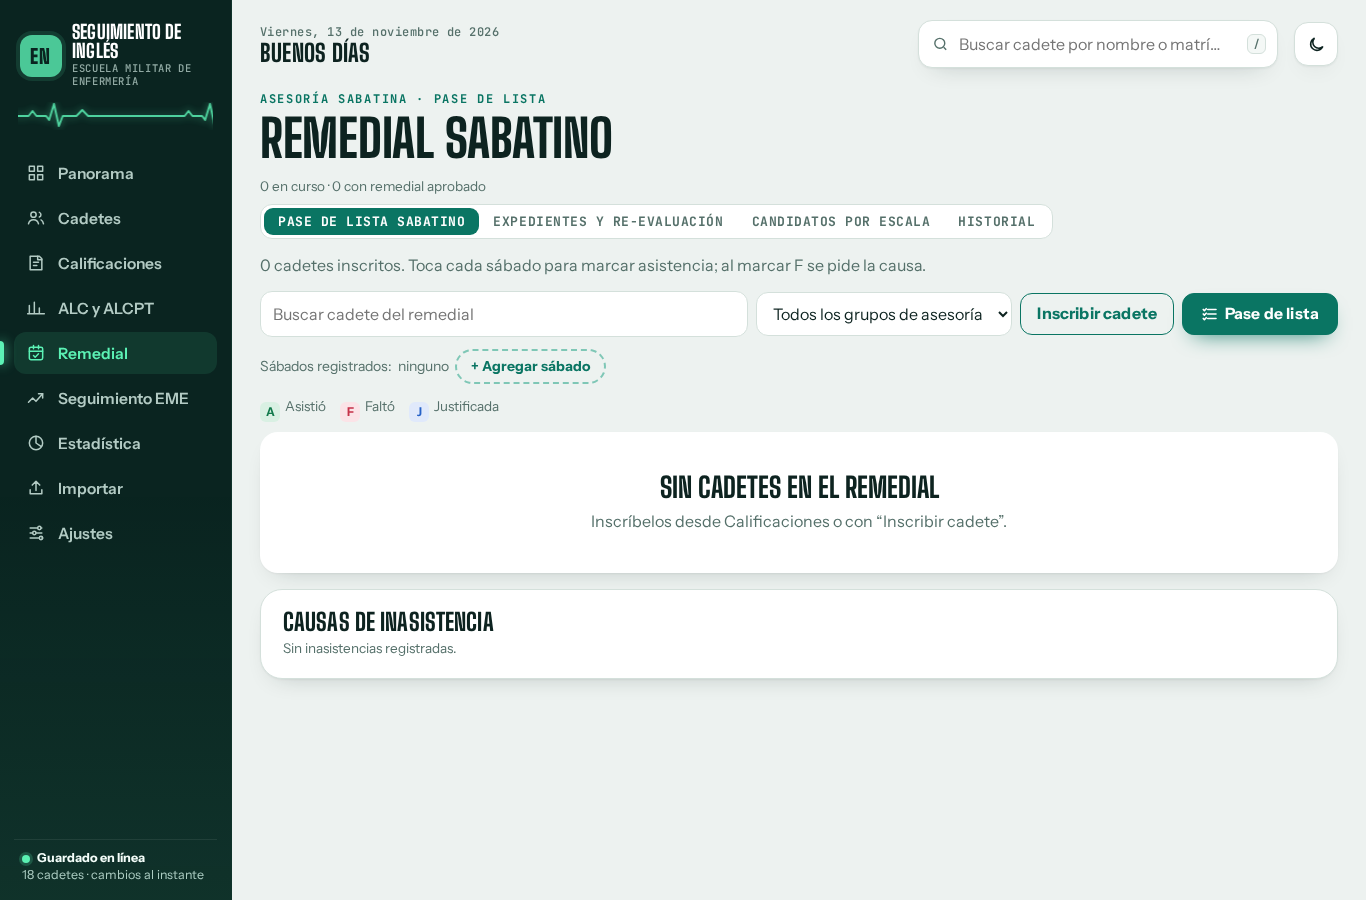 EN
SEGUIMIENTO DE
INGLÉS
ESCUELA MILITAR DE
ENFERMERÍA
Panorama
Cadetes
Calificaciones
ALC y ALCPT
Remedial
Seguimiento EME
Estadística
Importar
Ajustes
Guardado en línea
18 cadetes · cambios al instante
Viernes, 13 de noviembre de 2026
BUENOS DÍAS
Buscar cadete por nombre o matrí... /
ASESORÍA SABATINA · PASE DE LISTA
REMEDIAL SABATINO
0 en curso · 0 con remedial aprobado
PASE DE LISTA SABATINO EXPEDIENTES Y RE-EVALUACIÓN CANDIDATOS POR ESCALA HISTORIAL
0 cadetes inscritos. Toca cada sábado para marcar asistencia; al marcar F se pide la causa.
Buscar cadete del remedial Todos los grupos de asesoría Inscribir cadete Pase de lista
Sábados registrados: ninguno + Agregar sábado
A Asistió F Faltó J Justificada
SIN CADETES EN EL REMEDIAL
Inscríbelos desde Calificaciones o con “Inscribir cadete”.
CAUSAS DE INASISTENCIA
Sin inasistencias registradas.